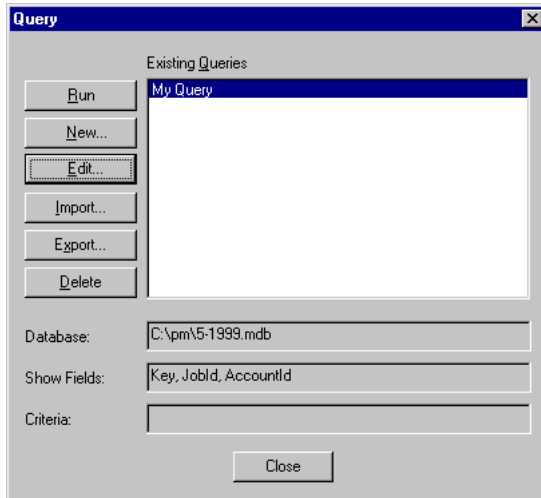 Query
Existing Queries
My Query
Run
New...
Edit...
Import...
Export...
Delete
Database: C:\pm\5-1999.mdb
Show Fields: Key, JobId, AccountId
Criteria:
Close